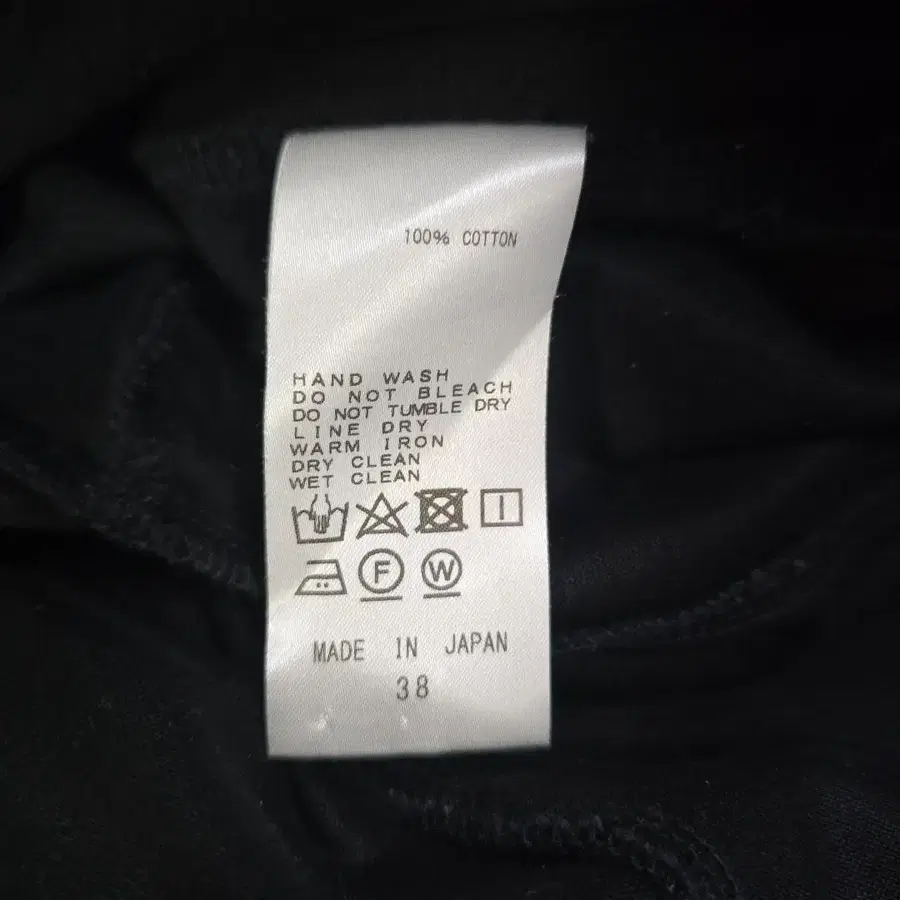 100% COTTON
HAND WASH
DO NOT BLEACH
DO NOT TUMBLE DRY
LINE DRY
WARM IRON
DRY CLEAN
WET CLEAN
F W
MADE IN JAPAN
38